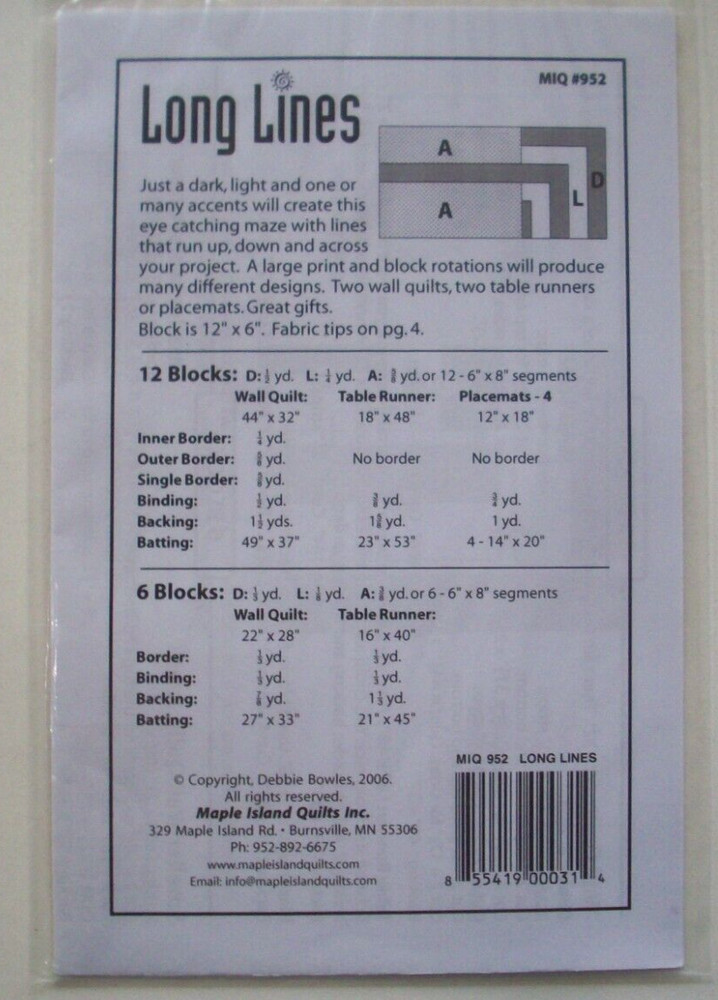 MIQ #952
Long Lines
A
A
L
D
Just a dark, light and one or
many accents will create this
eye catching maze with lines
that run up, down and across
your project. A large print and block rotations will produce
many different designs. Two wall quilts, two table runners
or placemats. Great gifts.
Block is 12" x 6". Fabric tips on pg. 4.
12 Blocks: D: ½ yd. L: ¼ yd. A: ⅝ yd. or 12 - 6" x 8" segments
Wall Quilt: Table Runner: Placemats - 4
44" x 32" 18" x 48" 12" x 18"
Inner Border: ¼ yd.
Outer Border: ⅝ yd. No border No border
Single Border: ⅝ yd.
Binding: ½ yd. ⅜ yd. ¾ yd.
Backing: 1½ yds. 1⅝ yd. 1 yd.
Batting: 49" x 37" 23" x 53" 4 - 14" x 20"
6 Blocks: D: ⅓ yd. L: ⅛ yd. A: ⅜ yd. or 6 - 6" x 8" segments
Wall Quilt: Table Runner:
22" x 28" 16" x 40"
Border: ⅓ yd. ⅓ yd.
Binding: ⅓ yd. ⅓ yd.
Backing: ⅞ yd. 1⅓ yd.
Batting: 27" x 33" 21" x 45"
MIQ 952 LONG LINES
© Copyright, Debbie Bowles, 2006.
All rights reserved.
Maple Island Quilts Inc.
329 Maple Island Rd. • Burnsville, MN 55306
Ph: 952-892-6675
www.mapleislandquilts.com
Email: info@mapleislandquilts.com
8 55419 00031 4